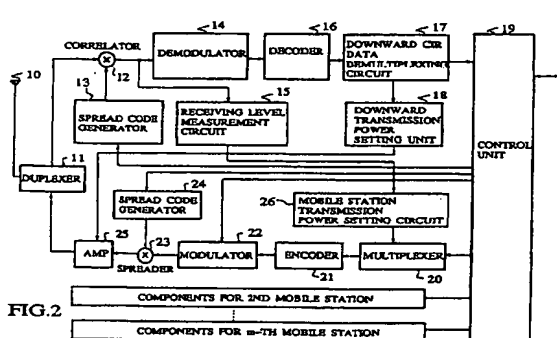 14
16
17
19
CORRELATOR
DEMODULATOR
DECODER
DOWNWARD CIR
DATA
DEMULTIPLEXING
CIRCUIT
10
12
13
15
18
SPREAD CODE
GENERATOR
RECEIVING LEVEL
MEASUREMENT
CIRCUIT
DOWNWARD
TRANSMISSION
POWER
SETTING UNIT
CONTROL
UNIT
11
DUPLEXER
24
SPREAD CODE
GENERATOR
26
MOBILE STATION
TRANSMISSION
POWER SETTING CIRCUIT
25
23
22
AMP
SPREADER
MODULATOR
ENCODER
MULTIPLEXER
21
20
COMPONENTS FOR 2ND MOBILE STATION
FIG.2
COMPONENTS FOR m-TH MOBILE STATION